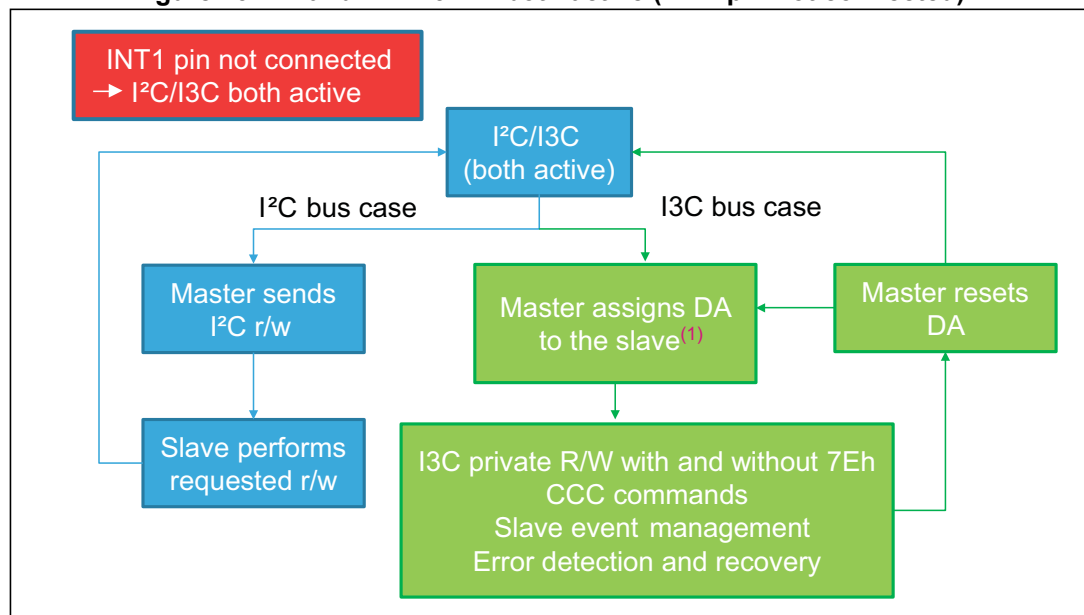 INT1 pin not connected
→ I²C/I3C both active
I²C/I3C
(both active)
I²C bus case
I3C bus case
Master sends
I²C r/w
Master assigns DA
to the slave(1)
Master resets
DA
Slave performs
requested r/w
I3C private R/W with and without 7Eh
CCC commands
Slave event management
Error detection and recovery